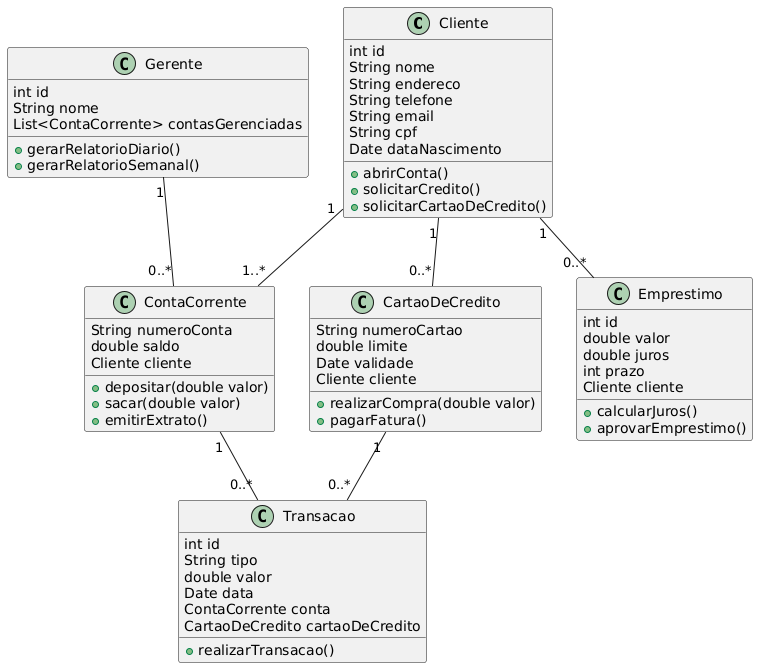 Cliente
int id
String nome
String endereco
String telefone
String email
String cpf
Date dataNascimento
abrirConta()
solicitarCredito()
solicitarCartaoDeCredito()
Gerente
int id
String nome
List<ContaCorrente> contasGerenciadas
gerarRelatorioDiario()
gerarRelatorioSemanal()
1
0..*
1
1..*
1
0..*
1
0..*
ContaCorrente
String numeroConta
double saldo
Cliente cliente
depositar(double valor)
sacar(double valor)
emitirExtrato()
CartaoDeCredito
String numeroCartao
double limite
Date validade
Cliente cliente
realizarCompra(double valor)
pagarFatura()
Emprestimo
int id
double valor
double juros
int prazo
Cliente cliente
calcularJuros()
aprovarEmprestimo()
1
0..*
1
0..*
Transacao
int id
String tipo
double valor
Date data
ContaCorrente conta
CartaoDeCredito cartaoDeCredito
realizarTransacao()